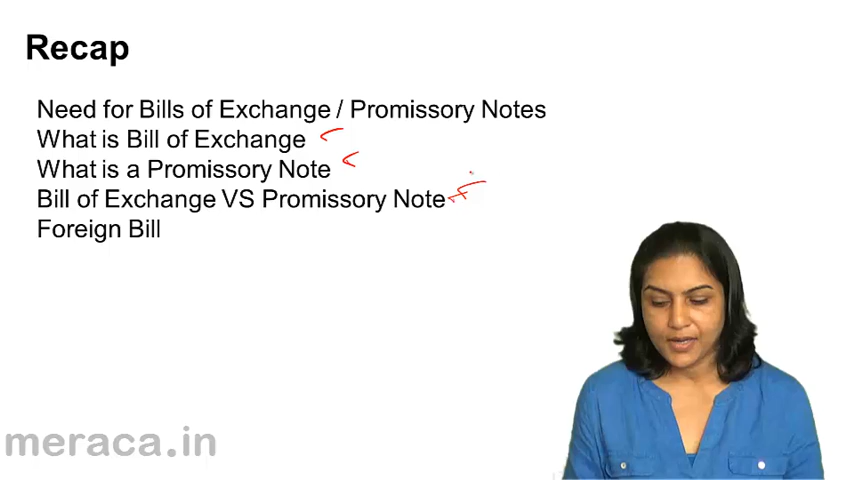 Recap
Need for Bills of Exchange / Promissory Notes
What is Bill of Exchange
What is a Promissory Note
Bill of Exchange VS Promissory Note
Foreign Bill
meraca.in